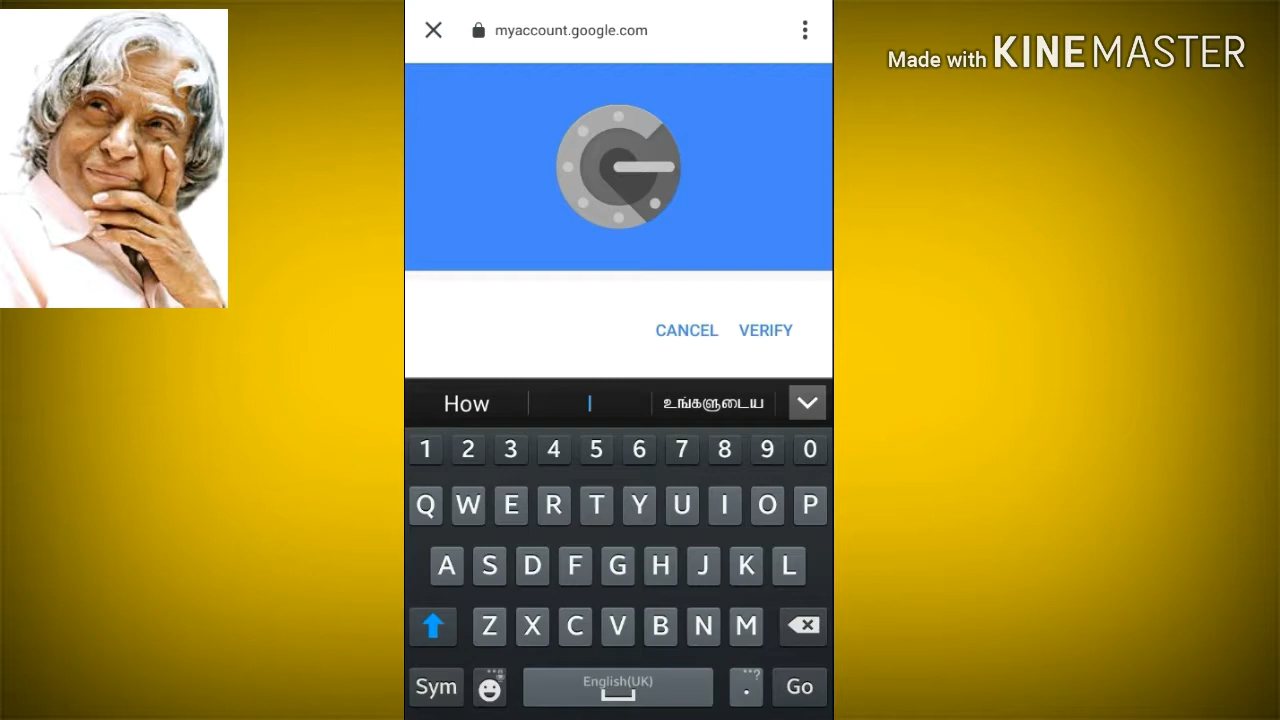 myaccount.google.com
Made with KINEMASTER
CANCEL VERIFY
How I உங்களுடைய
1 2 3 4 5 6 7 8 9 0
Q W E R T Y U I O P
A S D F G H J K L
Z X C V B N M
Sym English(UK) . Go